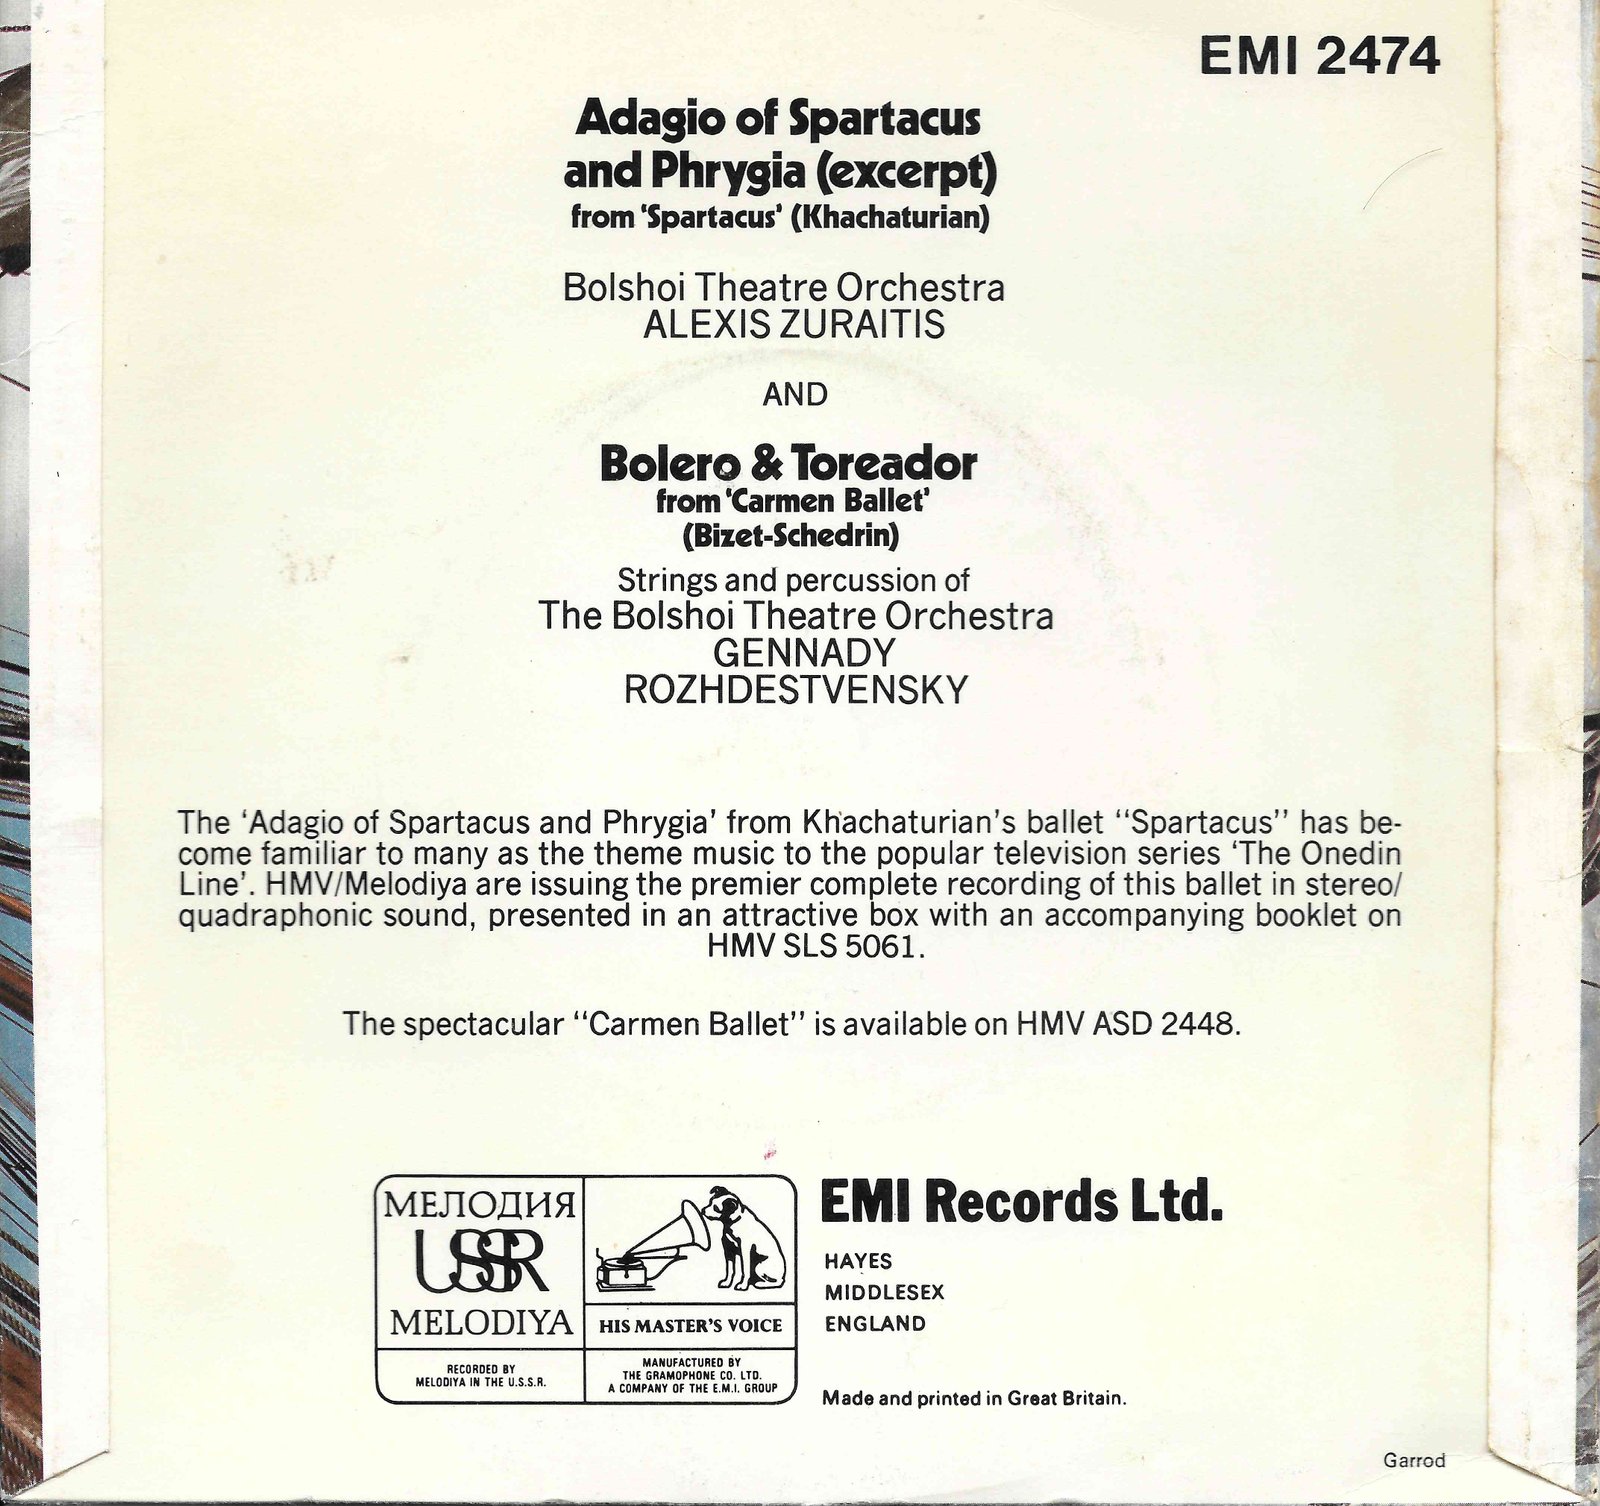 EMI 2474
Adagio of Spartacus
and Phrygia (excerpt)
from 'Spartacus' (Khachaturian)
Bolshoi Theatre Orchestra
ALEXIS ZURAITIS
AND
Bolero & Toreador
from 'Carmen Ballet'
(Bizet-Schedrin)
Strings and percussion of
The Bolshoi Theatre Orchestra
GENNADY
ROZHDESTVENSKY
The 'Adagio of Spartacus and Phrygia' from Khachaturian's ballet "Spartacus" has be-
come familiar to many as the theme music to the popular television series 'The Onedin
Line'. HMV/Melodiya are issuing the premier complete recording of this ballet in stereo/
quadraphonic sound, presented in an attractive box with an accompanying booklet on
HMV SLS 5061.
The spectacular "Carmen Ballet" is available on HMV ASD 2448.
МЕЛОДИЯ
USSR
MELODIYA
RECORDED BY
MELODIYA IN THE U.S.S.R.
HIS MASTER'S VOICE
MANUFACTURED BY
THE GRAMOPHONE CO. LTD.
A COMPANY OF THE E.M.I. GROUP
EMI Records Ltd.
HAYES
MIDDLESEX
ENGLAND
Made and printed in Great Britain.
Garrod